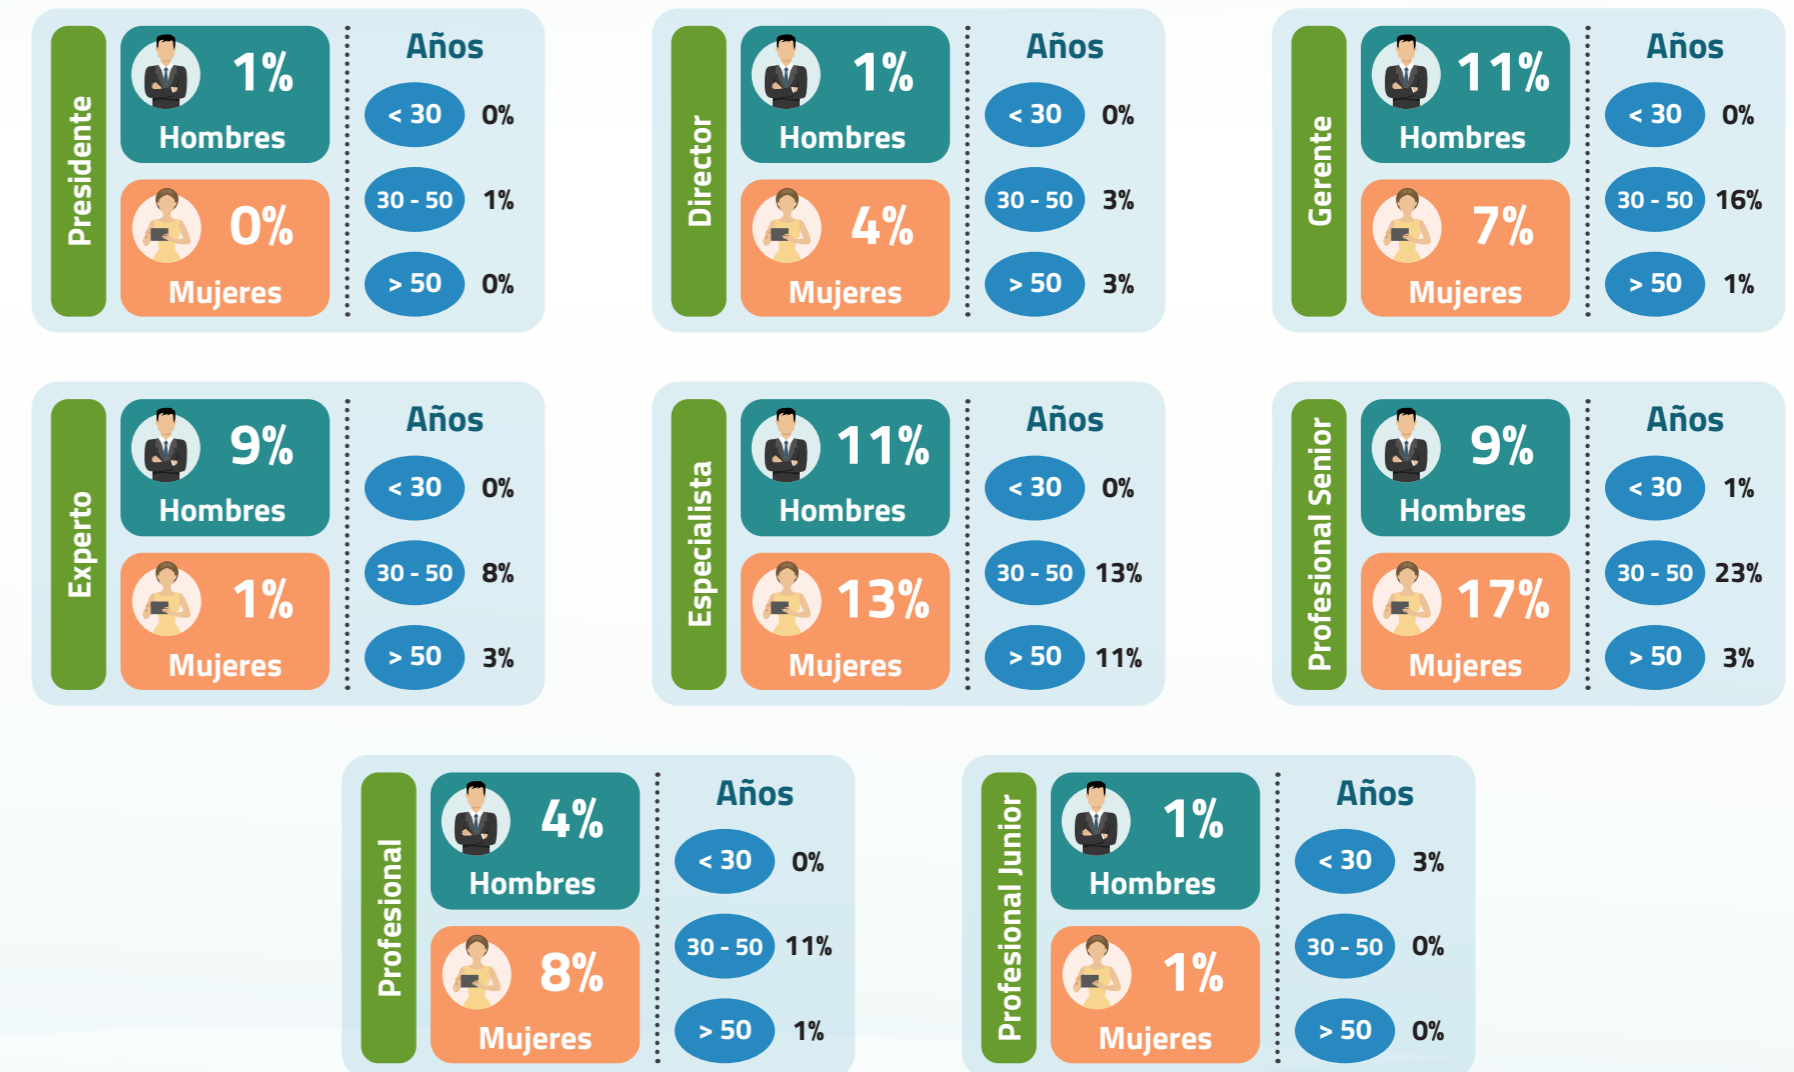 Presidente
1%
Hombres
0%
Mujeres
Años
< 30 0%
30 - 50 1%
> 50 0%
Director
1%
Hombres
4%
Mujeres
Años
< 30 0%
30 - 50 3%
> 50 3%
Gerente
11%
Hombres
7%
Mujeres
Años
< 30 0%
30 - 50 16%
> 50 1%
Experto
9%
Hombres
1%
Mujeres
Años
< 30 0%
30 - 50 8%
> 50 3%
Especialista
11%
Hombres
13%
Mujeres
Años
< 30 0%
30 - 50 13%
> 50 11%
Profesional Senior
9%
Hombres
17%
Mujeres
Años
< 30 1%
30 - 50 23%
> 50 3%
Profesional
4%
Hombres
8%
Mujeres
Años
< 30 0%
30 - 50 11%
> 50 1%
Profesional Junior
1%
Hombres
1%
Mujeres
Años
< 30 3%
30 - 50 0%
> 50 0%